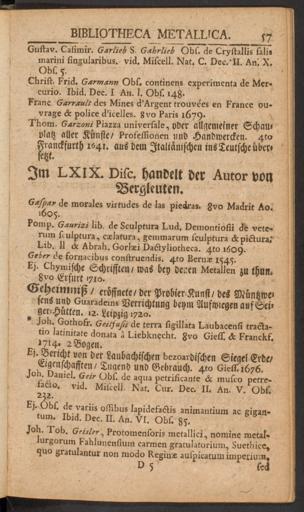 BIBLIOTHECA METALLICA. 57
Gustav. Casimir. Garlieb S. Gahrlieb Obs. de Crystallis salis
marini singularibus. vid. Miscell. Nat. C. Dec. II. An. X.
Obs. 5.
Christ. Frid. Garmann Obs. continens experimenta de Mer-
curio. Ibid. Dec. I An. I. Obs. 148.
Franc Garrault des Mines d'Argent trouvées en France ou-
vrage & police d'icelles. 8vo Paris 1679.
Thom. Garzoni Piazza universale, oder allgemeiner Schau-
platz aller Künste/ Professionen und Handwercken. 4to
Franckfurth 1641. aus dem Italiänischen ins Teutsche über-
setzt.
Im LXIX. Disc. handelt der Autor von
Bergleuten.
Gaspar de morales virtudes de las piedras. 8vo Madrit Ao.
1605.
Pomp. Gaurizi lib. de Sculptura Lud. Demontiosii de vete-
rum sculptura, cælatura, gemmarum sculptura & pictura.
Lib. II & Abrah. Gorlæi Dactyliotheca. 4to 1609.
Geber de fornacibus construendis. 4to Bernæ 1545.
Ej. Chymische Schrifften/ was bey denen Metallen zu thun.
8vo Erfurt 1710.
Geheimniß/ eröffnete/ der Probier-Kunst/ des Müntzwe-
sens und Guaradeins Verrichtung beym Aufwegen auf Sei-
ger-Hütten. 12. Leipzig 1720.
* Joh. Gothofr. Geilfuss de terra sigillata Laubacensi tracta-
tio latinitate donata à Liebknecht. 8vo Giess. & Franckf.
1714. 2 Bogen.
Ej. Bericht von der Laubachischen bezoardischen Siegel Erde/
Eigenschafften/ Tugend und Gebrauch. 4to Giess. 1676.
Joh. Daniel. Geir Obs. de aqua petrificante & musco petre-
facto. vid. Miscell. Nat. Cur. Dec. II. An. V. Obs.
232.
Ej. Obs. de variis ossibus lapidefactis animantium ac gigan-
tum. Ibid. Dec. II. An. VI. Obs. 85.
Joh. Tob. Geisler, Protomensoris metallici, nomine metal-
lurgorum Fahlunensium carmen gratulatorium, Suethice,
quo gratulantur non modo Reginæ auspicatum imperium,
D 5 sed